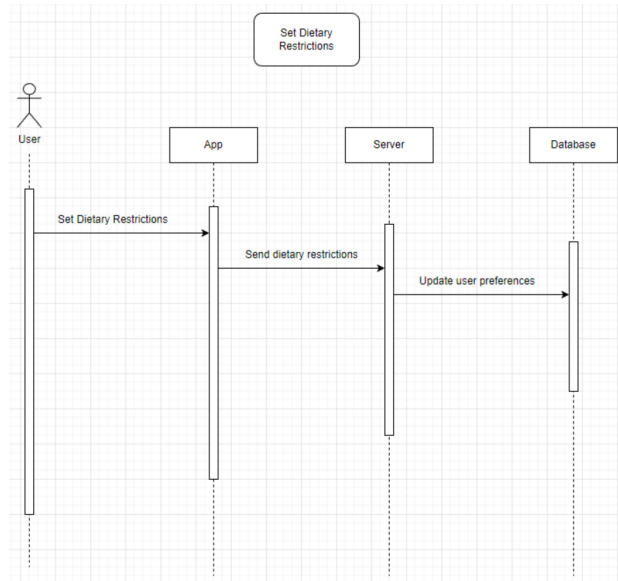 Set Dietary
Restrictions
User
App
Server
Database
Set Dietary Restrictions
Send dietary restrictions
Update user preferences